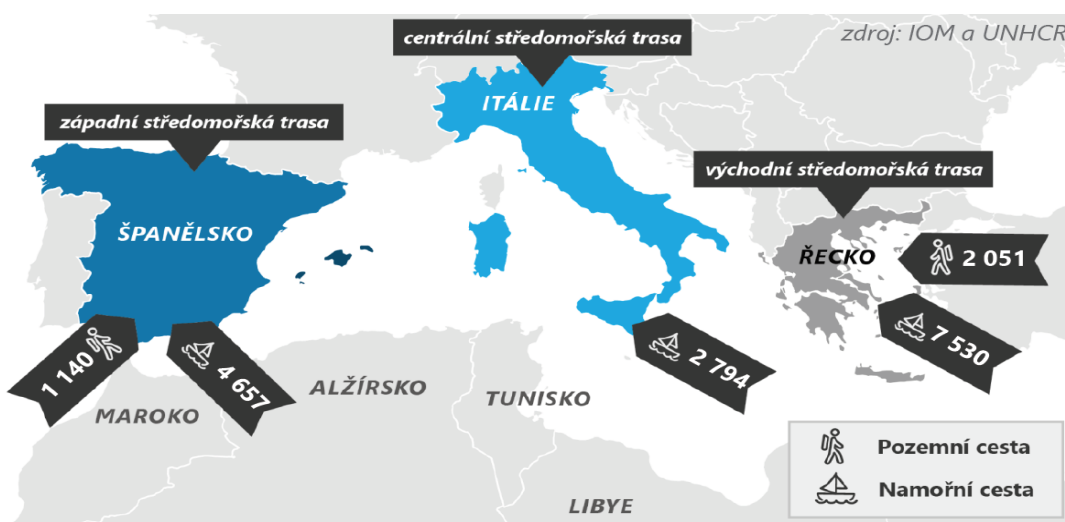 centrální středomořská trasa
zdroj: IOM a UNHCR
ITÁLIE
západní středomořská trasa
východní středomořská trasa
ŠPANĚLSKO
ŘECKO
2 051
1 140
4 657
2 794
7 530
ALŽÍRSKO
TUNISKO
MAROKO
Pozemní cesta
Namořní cesta
LIBYE